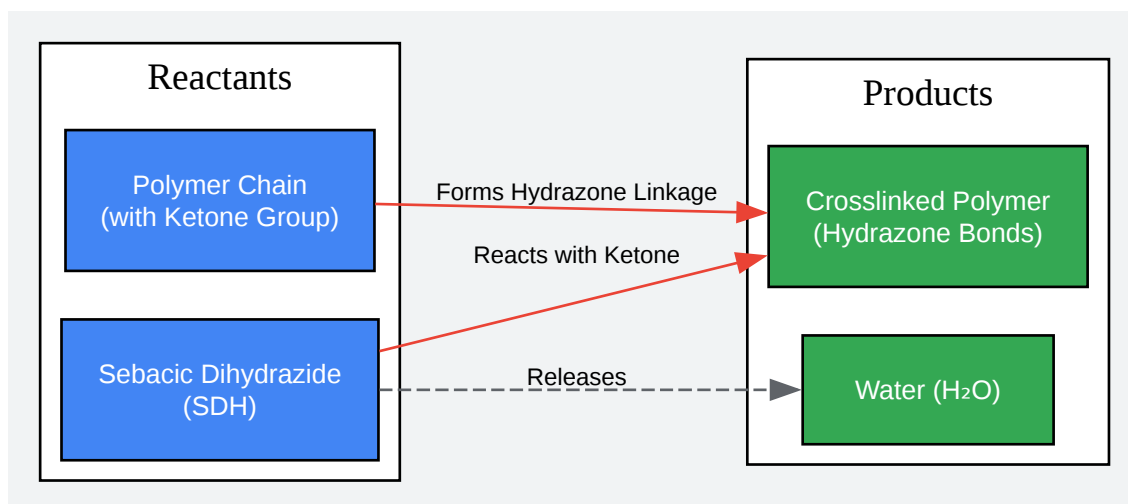 Reactants
Polymer Chain
(with Ketone Group)
Sebacic Dihydrazide
(SDH)
Forms Hydrazone Linkage
Reacts with Ketone
Releases
Products
Crosslinked Polymer
(Hydrazone Bonds)
Water (H₂O)